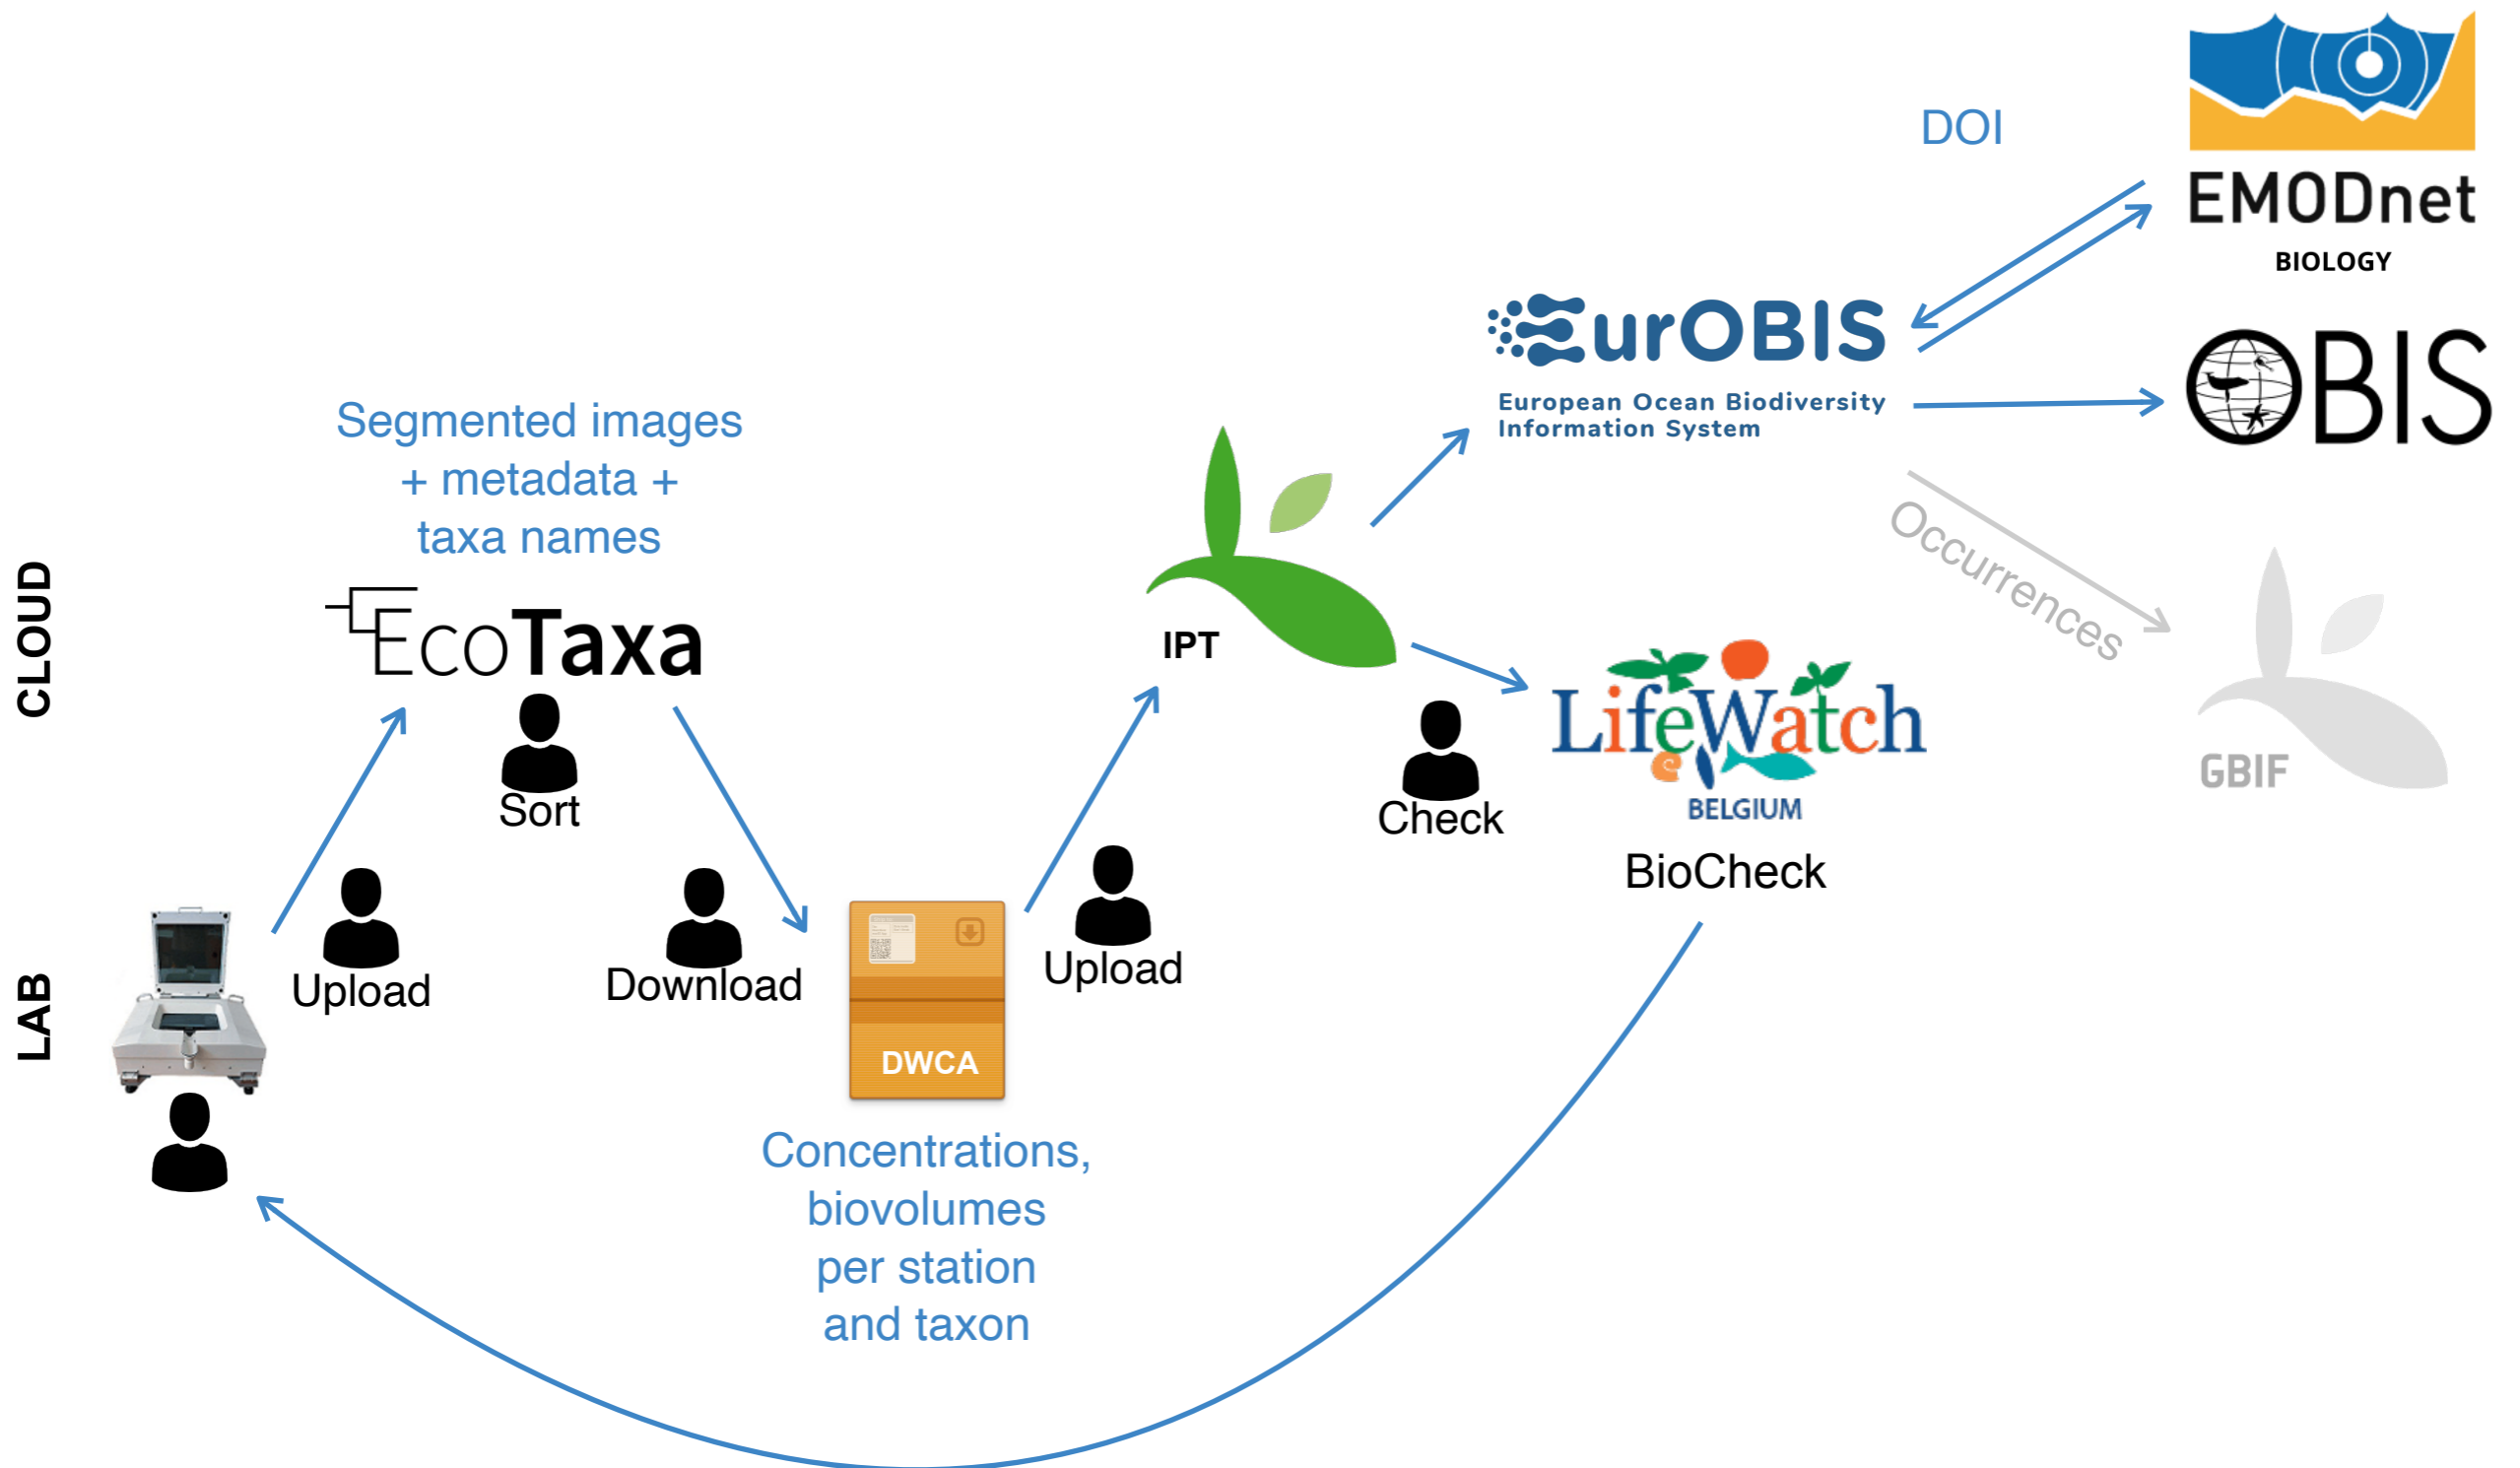 DOI
EMODnet
BIOLOGY
EurOBIS
European Ocean Biodiversity
Information System
OBIS
Segmented images
+ metadata +
taxa names
CLOUD
EcoTaxa
Sort
IPT
Occurrences
LifeWatch
BELGIUM
BioCheck
Check
GBIF
LAB
Upload
Download
Upload
DWCA
Concentrations,
biovolumes
per station
and taxon